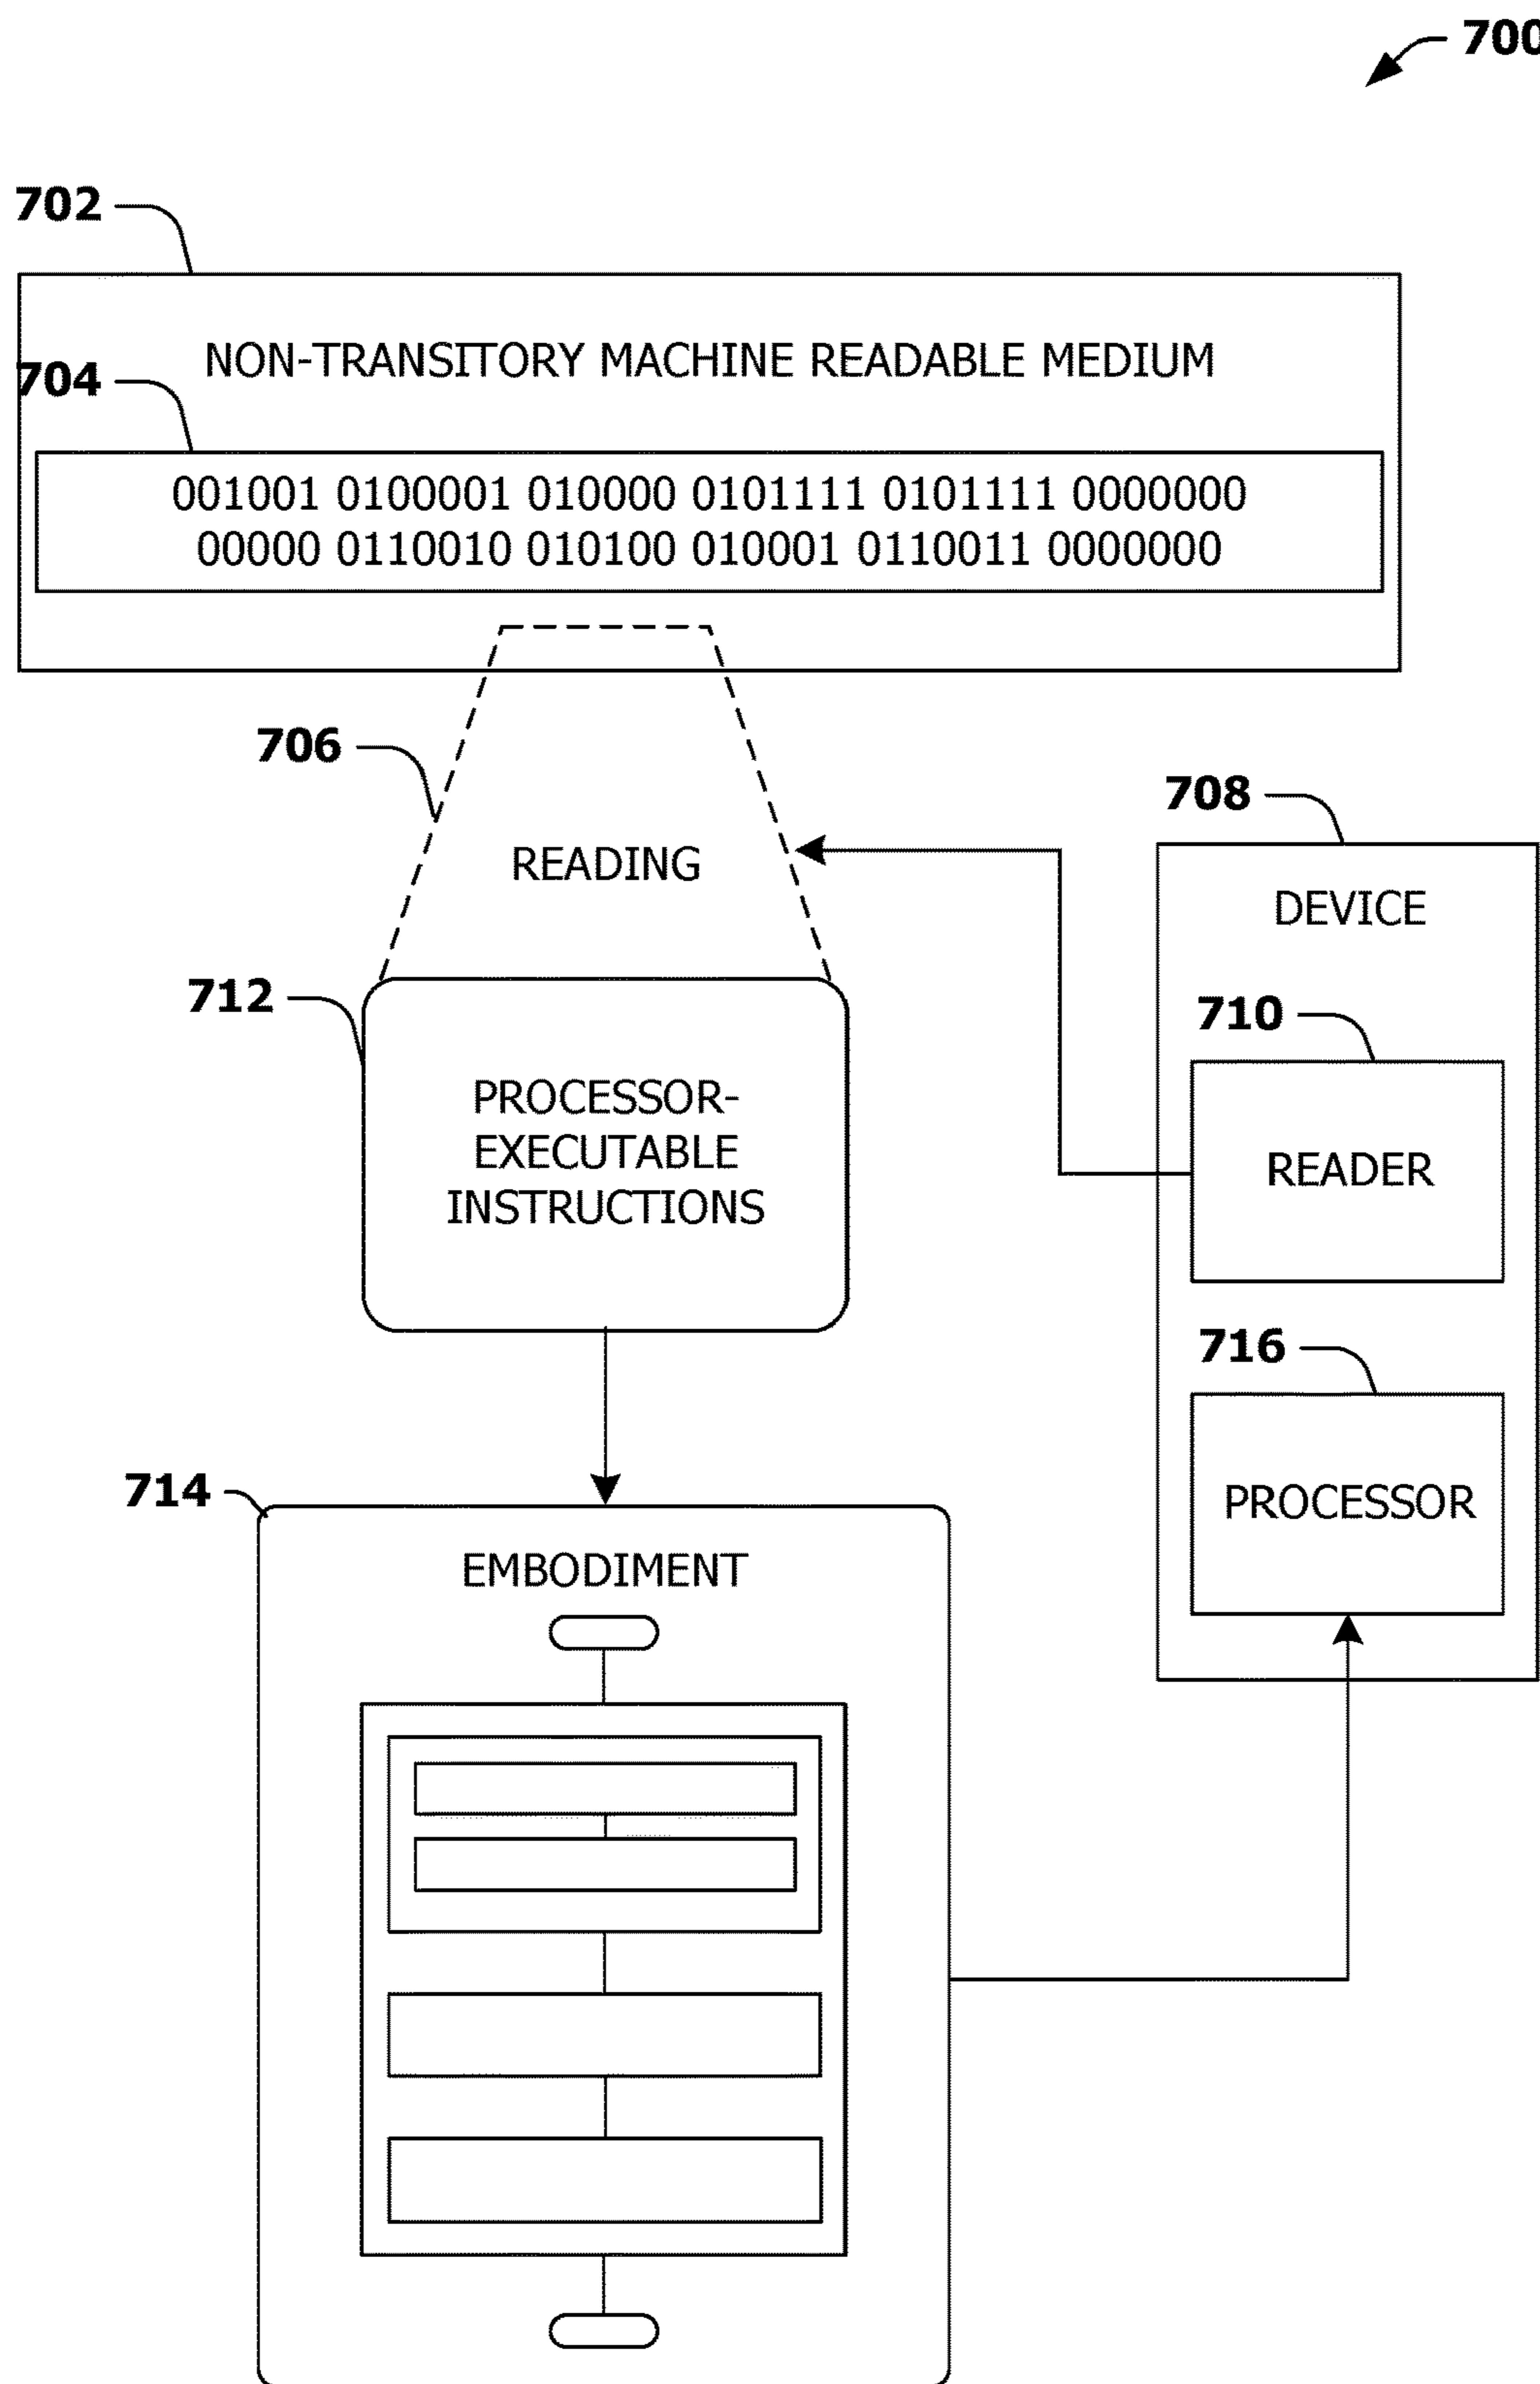 700
702
NON-TRANSITORY MACHINE READABLE MEDIUM
704
001001 0100001 010000 0101111 0101111 0000000
00000 0110010 010100 010001 0110011 0000000
706
READING
708
DEVICE
710
READER
712
PROCESSOR-
EXECUTABLE
INSTRUCTIONS
716
PROCESSOR
714
EMBODIMENT